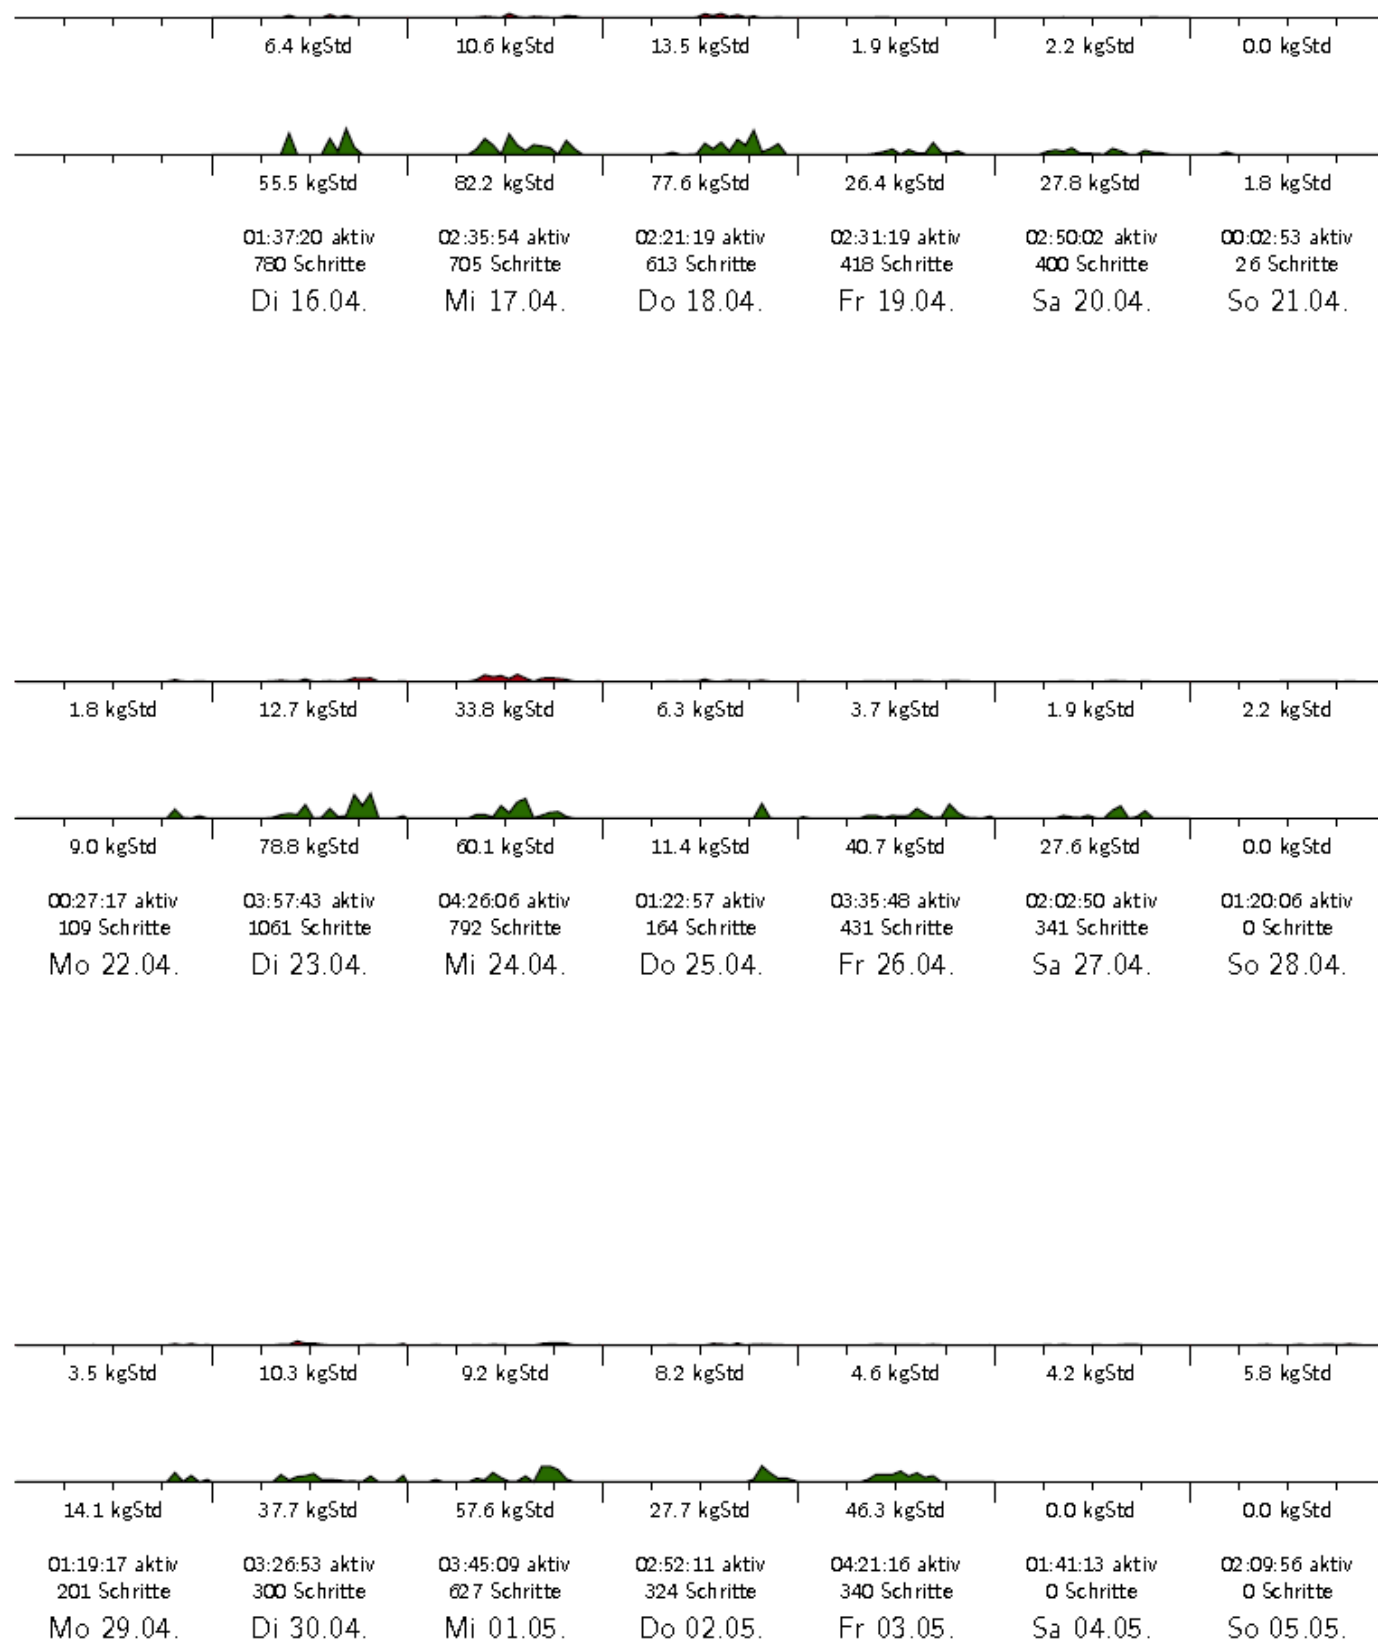 6.4 kgStd 10.6 kgStd 13.5 kgStd 1.9 kgStd 2.2 kgStd 0.0 kgStd
55.5 kgStd 82.2 kgStd 77.6 kgStd 26.4 kgStd 27.8 kgStd 1.8 kgStd
01:37:20 aktiv 02:35:54 aktiv 02:21:19 aktiv 02:31:19 aktiv 02:50:02 aktiv 00:02:53 aktiv
780 Schritte 705 Schritte 613 Schritte 418 Schritte 400 Schritte 26 Schritte
Di 16.04. Mi 17.04. Do 18.04. Fr 19.04. Sa 20.04. So 21.04.
1.8 kgStd 12.7 kgStd 33.8 kgStd 6.3 kgStd 3.7 kgStd 1.9 kgStd 2.2 kgStd
9.0 kgStd 78.8 kgStd 60.1 kgStd 11.4 kgStd 40.7 kgStd 27.6 kgStd 0.0 kgStd
00:27:17 aktiv 03:57:43 aktiv 04:26:06 aktiv 01:22:57 aktiv 03:35:48 aktiv 02:02:50 aktiv 01:20:06 aktiv
109 Schritte 1061 Schritte 792 Schritte 164 Schritte 431 Schritte 341 Schritte 0 Schritte
Mo 22.04. Di 23.04. Mi 24.04. Do 25.04. Fr 26.04. Sa 27.04. So 28.04.
3.5 kgStd 10.3 kgStd 9.2 kgStd 8.2 kgStd 4.6 kgStd 4.2 kgStd 5.8 kgStd
14.1 kgStd 37.7 kgStd 57.6 kgStd 27.7 kgStd 46.3 kgStd 0.0 kgStd 0.0 kgStd
01:19:17 aktiv 03:26:53 aktiv 03:45:09 aktiv 02:52:11 aktiv 04:21:16 aktiv 01:41:13 aktiv 02:09:56 aktiv
201 Schritte 300 Schritte 627 Schritte 324 Schritte 340 Schritte 0 Schritte 0 Schritte
Mo 29.04. Di 30.04. Mi 01.05. Do 02.05. Fr 03.05. Sa 04.05. So 05.05.